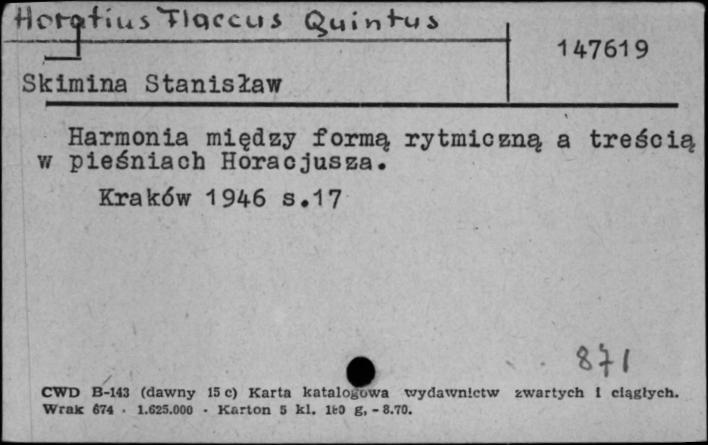 Horatius Flaccus Quintus
147619
Skimina Stanisław
Harmonia między formą rytmiczną a treścią
w pieśniach Horacjusza.
Kraków 1946 s.17
871
CWD B-143 (dawny 15 c) Karta katalogowa wydawnictw zwartych i ciągłych.
Wrak 674 - 1.625.000 - Karton 5 kl. 180 g, - 8.70.